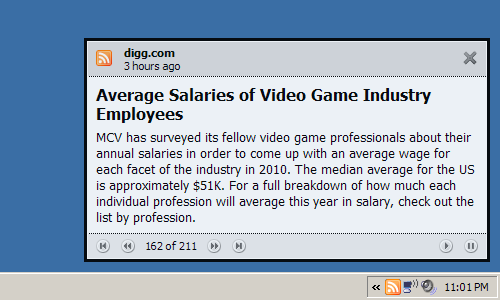 digg.com
3 hours ago
Average Salaries of Video Game Industry
Employees
MCV has surveyed its fellow video game professionals about their
annual salaries in order to come up with an average wage for
each facet of the industry in 2010. The median average for the US
is approximately $51K. For a full breakdown of how much each
individual profession will average this year in salary, check out the
list by profession.
162 of 211
11:01 PM